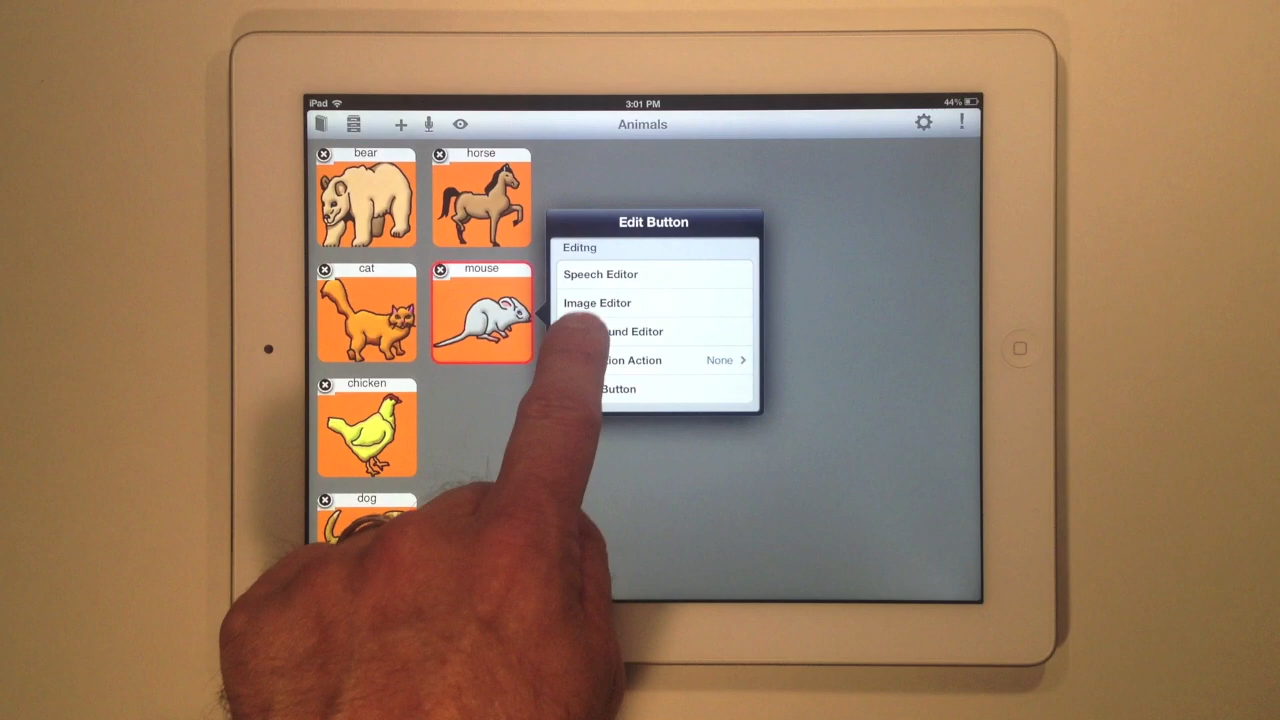 iPad 3:01 PM 44%
Animals
bear horse
Edit Button
Editng
cat mouse
Speech Editor
Image Editor
und Editor
ion Action None
chicken
Button
dog